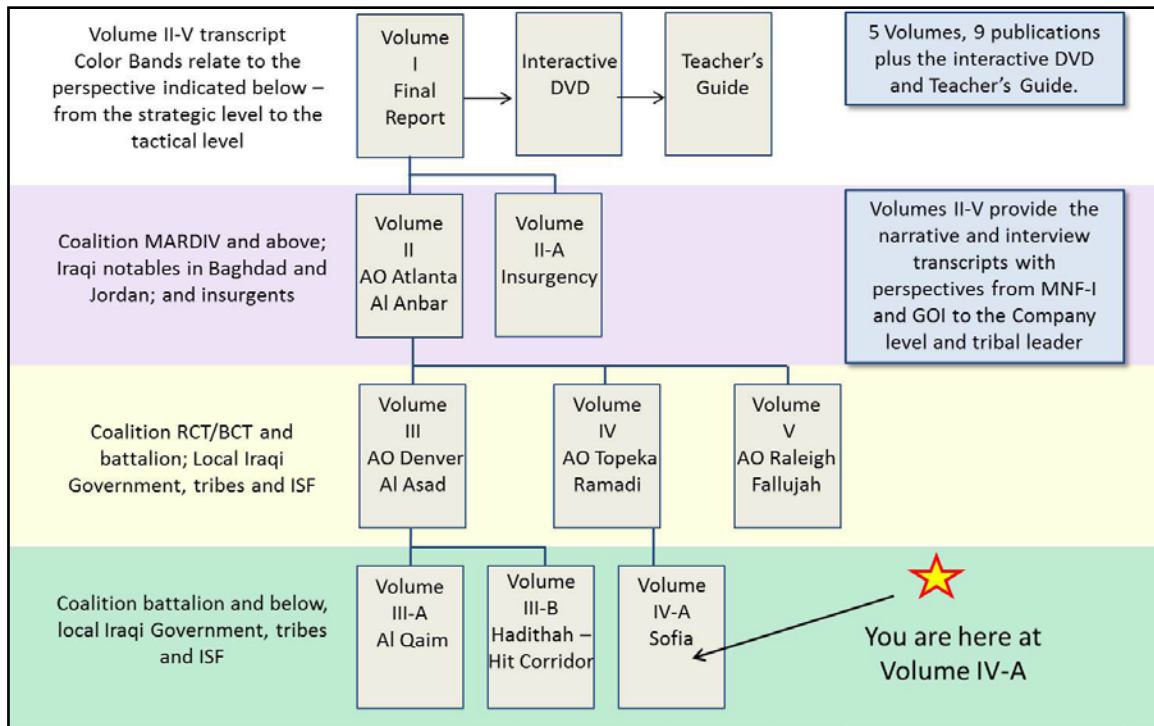 Volume II-V transcript
Color Bands relate to the
perspective indicated below –
from the strategic level to the
tactical level
Volume
I
Final
Report
Interactive
DVD
Teacher's
Guide
5 Volumes, 9 publications
plus the interactive DVD
and Teacher's Guide.
Coalition MARDIV and above;
Iraqi notables in Baghdad and
Jordan; and insurgents
Volume
II
AO Atlanta
Al Anbar
Volume
II-A
Insurgency
Volumes II-V provide the
narrative and interview
transcripts with
perspectives from MNF-I
and GOI to the Company
level and tribal leader
Coalition RCT/BCT and
battalion; Local Iraqi
Government, tribes and ISF
Volume
III
AO Denver
Al Asad
Volume
IV
AO Topeka
Ramadi
Volume
V
AO Raleigh
Fallujah
Coalition battalion and below,
local Iraqi Government, tribes
and ISF
Volume
III-A
Al Qaim
Volume
III-B
Hadithah –
Hit Corridor
Volume
IV-A
Sofia
You are here at
Volume IV-A